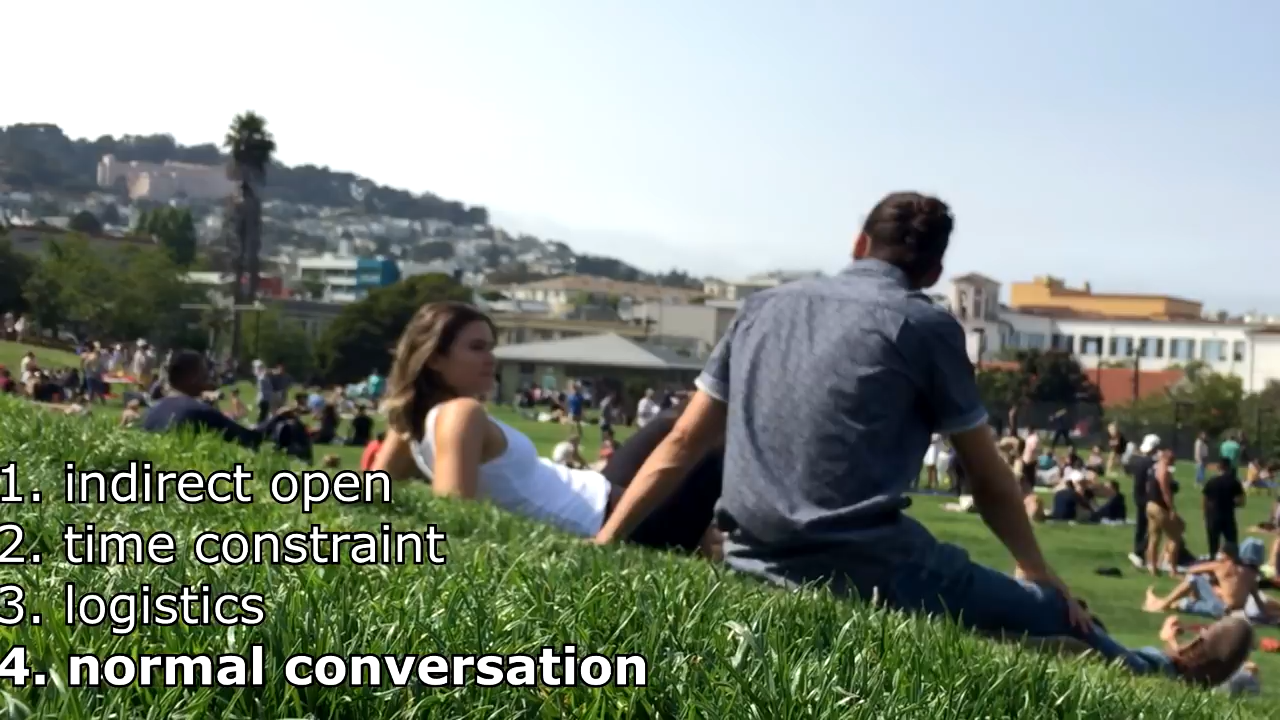 1. indirect open
2. time constraint
3. logistics
4. normal conversation